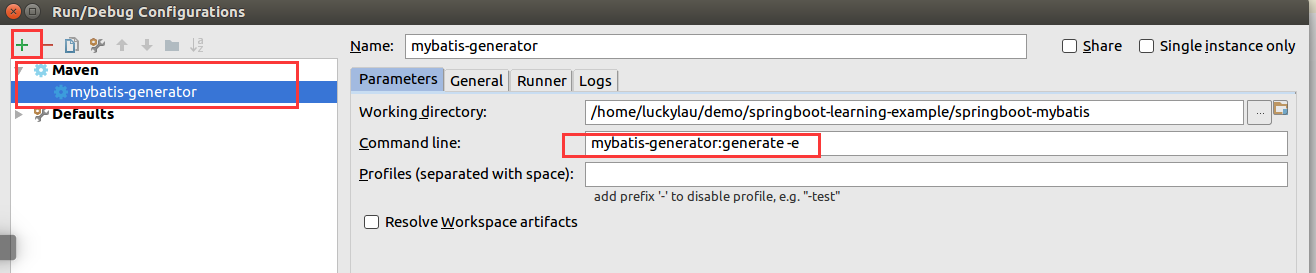 Run/Debug Configurations
Name: mybatis-generator Share Single instance only
Maven
mybatis-generator
Defaults
Parameters General Runner Logs
Working directory: /home/luckylau/demo/springboot-learning-example/springboot-mybatis ...
Command line: mybatis-generator:generate -e
Profiles (separated with space):
add prefix '-' to disable profile, e.g. "-test"
Resolve Workspace artifacts